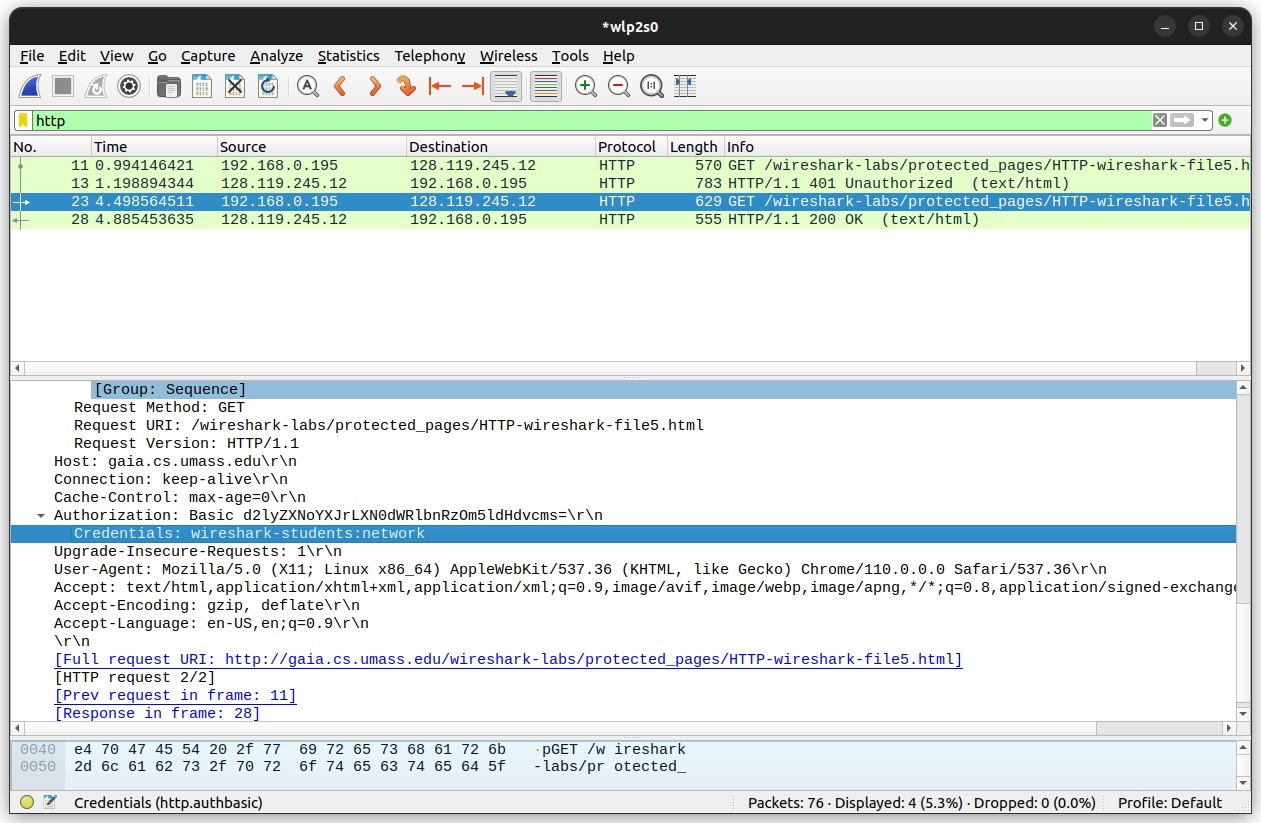 *wlp2s0
File Edit View Go Capture Analyze Statistics Telephony Wireless Tools Help
http
No. Time Source Destination Protocol Length Info
11 0.994146421 192.168.0.195 128.119.245.12 HTTP 570 GET /wireshark-labs/protected_pages/HTTP-wireshark-file5.h
13 1.198894344 128.119.245.12 192.168.0.195 HTTP 783 HTTP/1.1 401 Unauthorized (text/html)
23 4.498564511 192.168.0.195 128.119.245.12 HTTP 629 GET /wireshark-labs/protected_pages/HTTP-wireshark-file5.h
28 4.885453635 128.119.245.12 192.168.0.195 HTTP 555 HTTP/1.1 200 OK (text/html)
[Group: Sequence]
Request Method: GET
Request URI: /wireshark-labs/protected_pages/HTTP-wireshark-file5.html
Request Version: HTTP/1.1
Host: gaia.cs.umass.edu\r\n
Connection: keep-alive\r\n
Cache-Control: max-age=0\r\n
Authorization: Basic d2lyZXNoYXJrLXN0dWRlbnRzOm5ldHdvcms=\r\n
Credentials: wireshark-students:network
Upgrade-Insecure-Requests: 1\r\n
User-Agent: Mozilla/5.0 (X11; Linux x86_64) AppleWebKit/537.36 (KHTML, like Gecko) Chrome/110.0.0.0 Safari/537.36\r\n
Accept: text/html,application/xhtml+xml,application/xml;q=0.9,image/avif,image/webp,image/apng,*/*;q=0.8,application/signed-exchange
Accept-Encoding: gzip, deflate\r\n
Accept-Language: en-US,en;q=0.9\r\n
\r\n
[Full request URI: http://gaia.cs.umass.edu/wireshark-labs/protected_pages/HTTP-wireshark-file5.html]
[HTTP request 2/2]
[Prev request in frame: 11]
[Response in frame: 28]
0040 e4 70 47 45 54 20 2f 77 69 72 65 73 68 61 72 6b ·pGET /w ireshark
0050 2d 6c 61 62 73 2f 70 72 6f 74 65 63 74 65 64 5f -labs/pr otected_
Credentials (http.authbasic) Packets: 76 · Displayed: 4 (5.3%) · Dropped: 0 (0.0%) Profile: Default